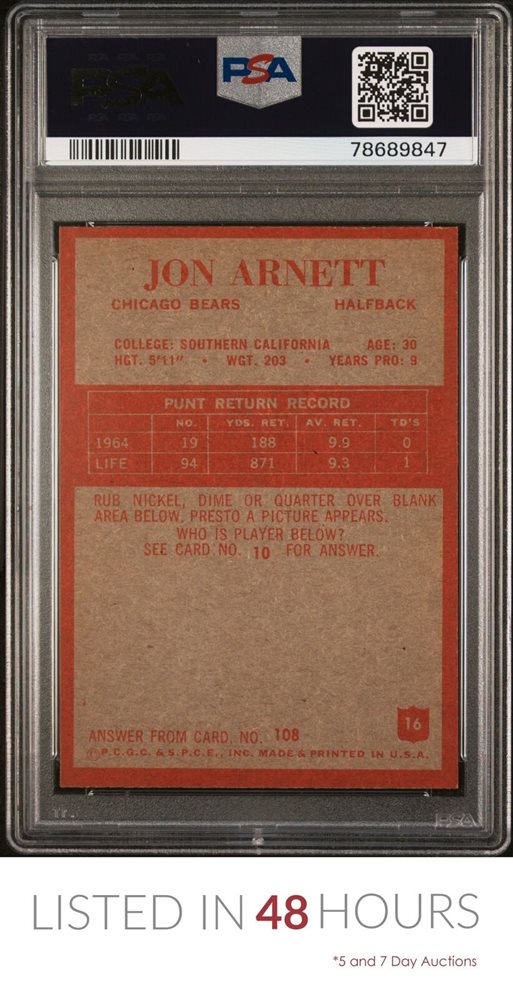 PSA
78689847
JON ARNETT
CHICAGO BEARS HALFBACK
COLLEGE: SOUTHERN CALIFORNIA AGE: 30
HGT. 5'11" • WGT. 203 • YEARS PRO: 9
PUNT RETURN RECORD
NO. YDS. RET. AV. RET. TD'S
1964 19 188 9.9 0
LIFE 94 871 9.3 1
RUB NICKEL, DIME OR QUARTER OVER BLANK
AREA BELOW. PRESTO A PICTURE APPEARS.
WHO IS PLAYER BELOW?
SEE CARD NO. 10 FOR ANSWER.
16
ANSWER FROM CARD. NO. 108
©P.C.G.C. & S.P.C.E., INC. MADE & PRINTED IN U.S.A.
PSA
LISTED IN 48 HOURS
*5 and 7 Day Auctions